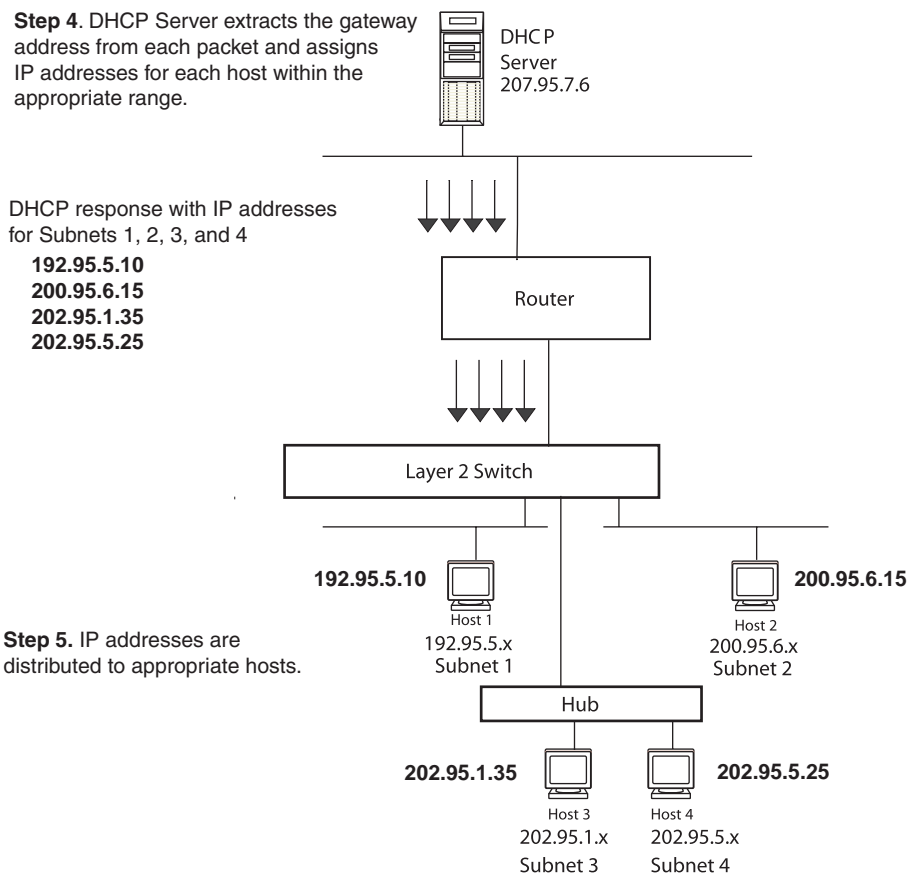 Step 4. DHCP Server extracts the gateway
address from each packet and assigns
IP addresses for each host within the
appropriate range.
DHCP
Server
207.95.7.6
DHCP response with IP addresses
for Subnets 1, 2, 3, and 4
192.95.5.10
200.95.6.15
202.95.1.35
202.95.5.25
Router
Layer 2 Switch
192.95.5.10
Host 1
192.95.5.x
Subnet 1
200.95.6.15
Host 2
200.95.6.x
Subnet 2
Step 5. IP addresses are
distributed to appropriate hosts.
Hub
202.95.1.35
Host 3
202.95.1.x
Subnet 3
202.95.5.25
Host 4
202.95.5.x
Subnet 4